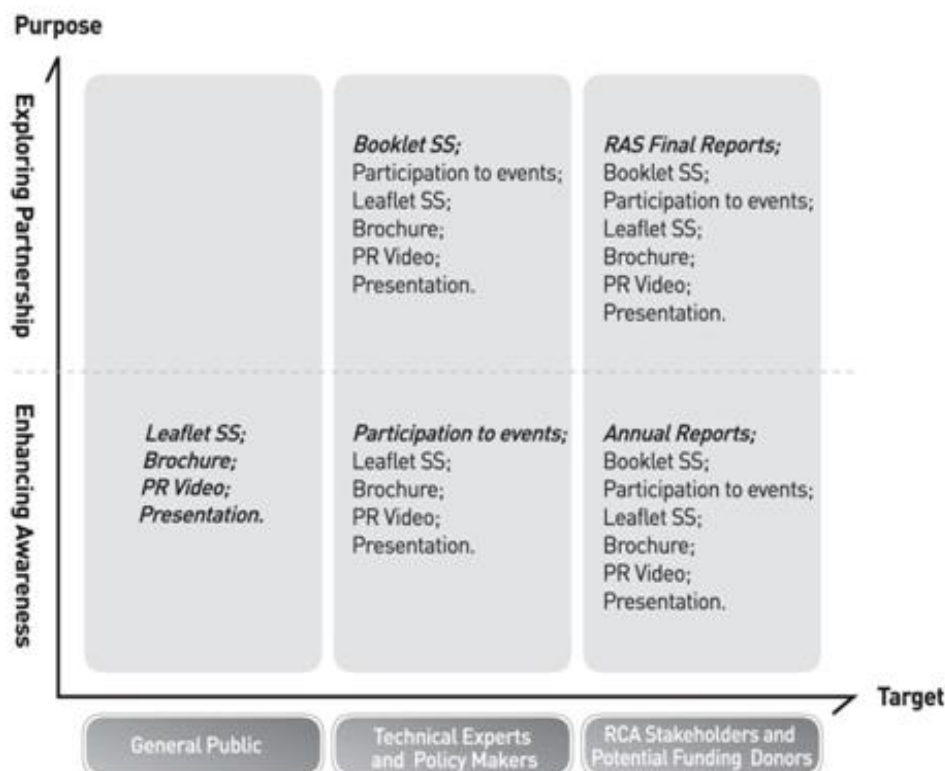 Purpose
Exploring Partnership
Booklet SS;
Participation to events;
Leaflet SS;
Brochure;
PR Video;
Presentation.
RAS Final Reports;
Booklet SS;
Participation to events;
Leaflet SS;
Brochure;
PR Video;
Presentation.
Enhancing Awareness
Leaflet SS;
Brochure;
PR Video;
Presentation.
Participation to events;
Leaflet SS;
Brochure;
PR Video;
Presentation.
Annual Reports;
Booklet SS;
Participation to events;
Leaflet SS;
Brochure;
PR Video;
Presentation.
Target
General Public
Technical Experts
and Policy Makers
RCA Stakeholders and
Potential Funding Donors